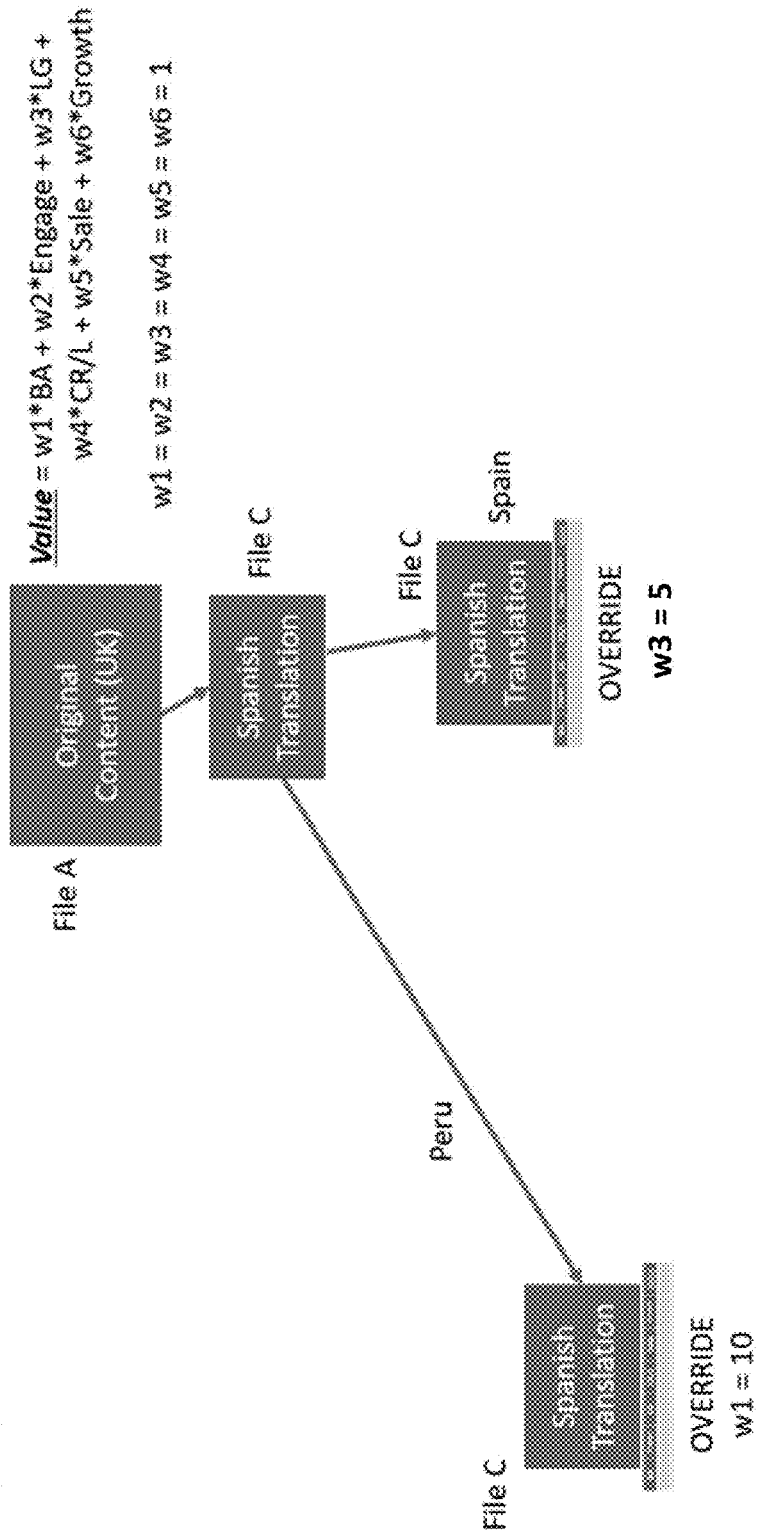 File A
Original
Content (UK)
Value = w1*BA + w2*Engage + w3*LG +
w4*CR/L + w5*Sale + w6*Growth
w1 = w2 = w3 = w4 = w5 = w6 = 1
Spanish
Translation
File C
Peru
File C
Spanish
Translation
OVERRIDE
w1 = 10
File C
Spanish
Translation
Spain
OVERRIDE
w3 = 5